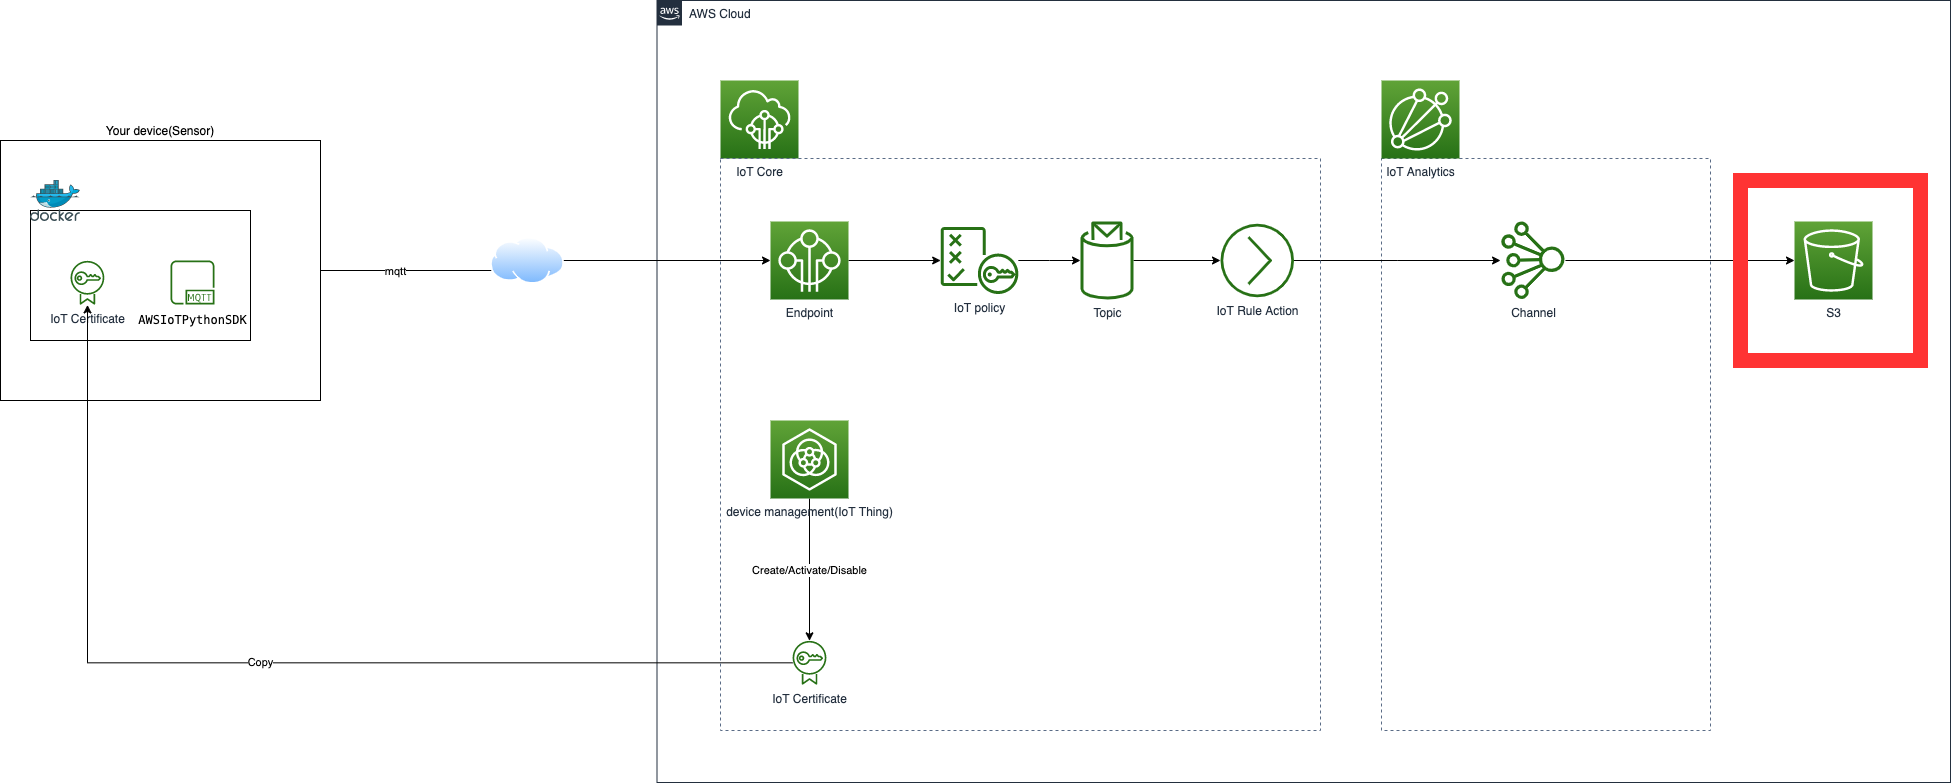 aws
AWS Cloud
Your device(Sensor)
docker
IoT Certificate
MQTT
AWSIoTPythonSDK
mqtt
IoT Core
Endpoint
IoT policy
Topic
IoT Rule Action
IoT Analytics
Channel
S3
device management(IoT Thing)
Create/Activate/Disable
Copy
IoT Certificate